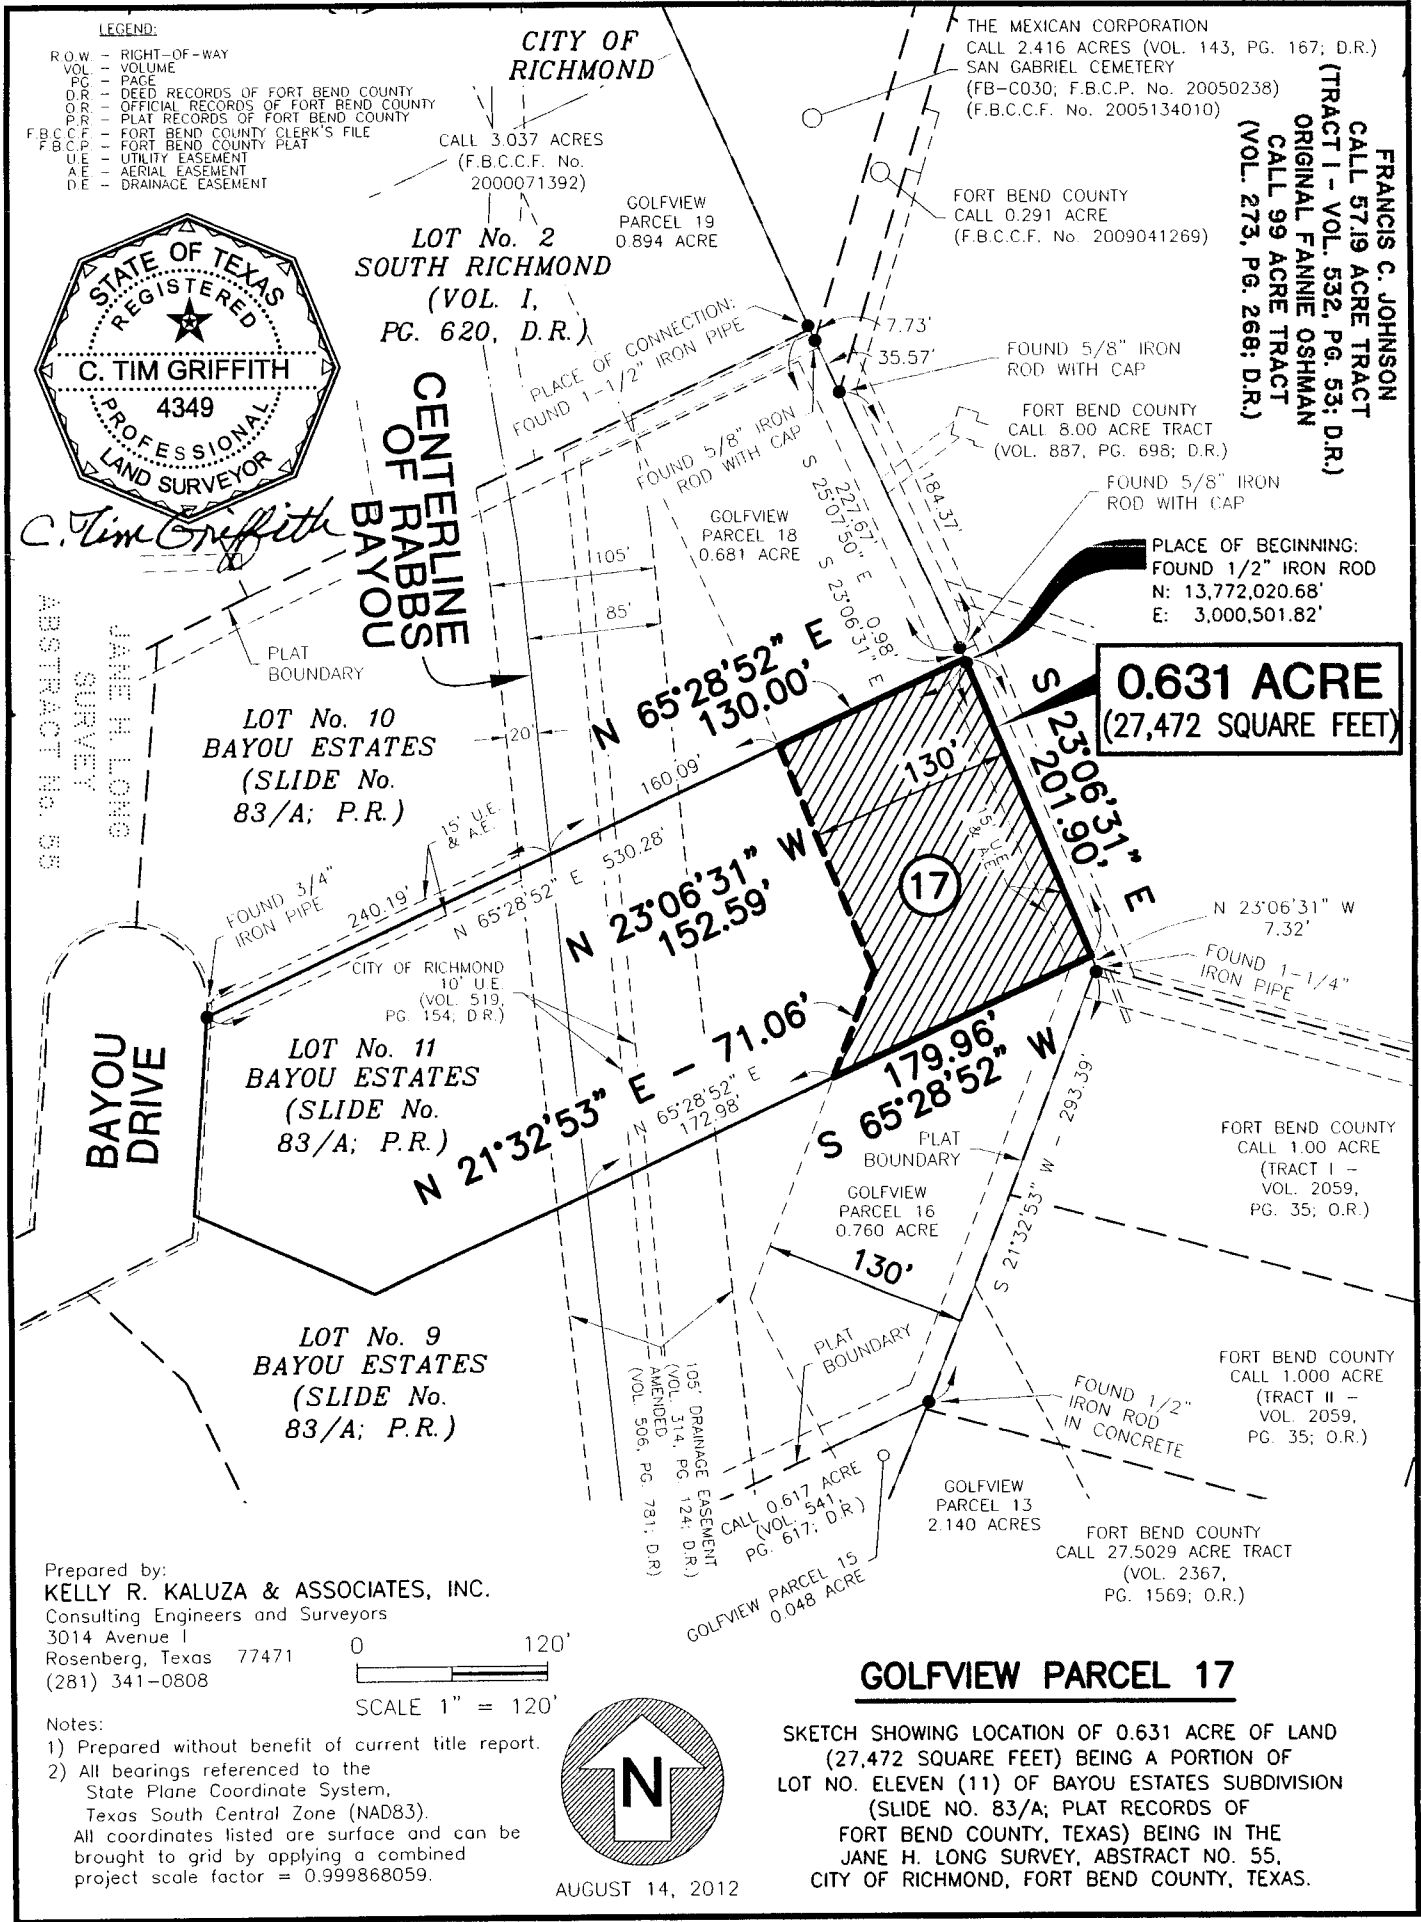 LEGEND:
R.O.W. – RIGHT–OF–WAY
VOL. – VOLUME
PG – PAGE
D.R – DEED RECORDS OF FORT BEND COUNTY
O.R – OFFICIAL RECORDS OF FORT BEND COUNTY
P.R – PLAT RECORDS OF FORT BEND COUNTY
F.B.C.C.F. – FORT BEND COUNTY CLERK'S FILE
F.B.C.P – FORT BEND COUNTY PLAT
U.E – UTILITY EASEMENT
A.E – AERIAL EASEMENT
D.E – DRAINAGE EASEMENT
STATE OF TEXAS
REGISTERED
C. TIM GRIFFITH
4349
PROFESSIONAL
LAND SURVEYOR
C. Tim Griffith
CITY OF
RICHMOND
CALL 3.037 ACRES
(F.B.C.C.F. No.
2000071392)
GOLFVIEW
PARCEL 19
0.894 ACRE
LOT No. 2
SOUTH RICHMOND
(VOL. I,
PG. 620, D.R.)
THE MEXICAN CORPORATION
CALL 2.416 ACRES (VOL. 143, PG. 167; D.R.)
SAN GABRIEL CEMETERY
(FB–C030; F.B.C.P. No. 20050238)
(F.B.C.C.F. No. 2005134010)
FORT BEND COUNTY
CALL 0.291 ACRE
(F.B.C.C.F. No. 2009041269)
FRANCIS C. JOHNSON
CALL 57.19 ACRE TRACT
(TRACT I – VOL. 532, PG. 53; D.R.)
ORIGINAL FANNIE OSHMAN
CALL 99 ACRE TRACT
(VOL. 273, PG. 268; D.R.)
PLACE OF CONNECTION:
FOUND 1–1/2" IRON PIPE
7.73'
35.57'
FOUND 5/8" IRON
ROD WITH CAP
FOUND 5/8" IRON
ROD WITH CAP
FORT BEND COUNTY
CALL 8.00 ACRE TRACT
(VOL. 887, PG. 698; D.R.)
FOUND 5/8" IRON
ROD WITH CAP
184.37'
227.67'
S 25°07'50" E
GOLFVIEW
PARCEL 18
0.681 ACRE
0.98'
S 23°06'31" E
PLACE OF BEGINNING:
FOUND 1/2" IRON ROD
N: 13,772,020.68'
E: 3,000,501.82'
0.631 ACRE
(27,472 SQUARE FEET)
CENTERLINE
OF RABBS
BAYOU
105'
85'
20'
PLAT
BOUNDARY
JANE H. LONG
SURVEY
ABSTRACT No. 55
LOT No. 10
BAYOU ESTATES
(SLIDE No.
83/A; P.R.)
N 65°28'52" E
130.00'
S 23°06'31" E
201.90'
130'
15' U.E.
& A.E.
17
160.09'
15' U.E.
& A.E.
N 65°28'52" E 530.28'
240.19'
FOUND 3/4"
IRON PIPE
N 23°06'31" W
152.59'
N 23°06'31" W
7.32'
FOUND 1–1/4"
IRON PIPE
CITY OF RICHMOND
10' U.E.
(VOL. 519,
PG. 154; D.R.)
BAYOU
DRIVE
LOT No. 11
BAYOU ESTATES
(SLIDE No.
83/A; P.R.)
N 21°32'53" E – 71.06'
N 65°28'52" E
172.98'
179.96'
S 65°28'52" W
PLAT
BOUNDARY
GOLFVIEW
PARCEL 16
0.760 ACRE
130'
S 21°32'53" W – 293.39'
FORT BEND COUNTY
CALL 1.00 ACRE
(TRACT I –
VOL. 2059,
PG. 35; O.R.)
LOT No. 9
BAYOU ESTATES
(SLIDE No.
83/A; P.R.)
PLAT
BOUNDARY
105' DRAINAGE EASEMENT
(VOL. 314, PG. 124; D.R.)
AMENDED
(VOL. 506, PG. 781; D.R)
FORT BEND COUNTY
CALL 1.000 ACRE
(TRACT II –
VOL. 2059,
PG. 35; O.R.)
FOUND 1/2"
IRON ROD
IN CONCRETE
CALL 0.617 ACRE
(VOL. 541,
PG. 617; D.R)
GOLFVIEW PARCEL 15
0.048 ACRE
GOLFVIEW
PARCEL 13
2.140 ACRES
FORT BEND COUNTY
CALL 27.5029 ACRE TRACT
(VOL. 2367,
PG. 1569; O.R.)
Prepared by:
KELLY R. KALUZA & ASSOCIATES, INC.
Consulting Engineers and Surveyors
3014 Avenue I
Rosenberg, Texas 77471
(281) 341–0808
0 120'
SCALE 1" = 120'
Notes:
1) Prepared without benefit of current title report.
2) All bearings referenced to the
State Plane Coordinate System,
Texas South Central Zone (NAD83).
All coordinates listed are surface and can be
brought to grid by applying a combined
project scale factor = 0.999868059.
N
AUGUST 14, 2012
GOLFVIEW PARCEL 17
SKETCH SHOWING LOCATION OF 0.631 ACRE OF LAND
(27,472 SQUARE FEET) BEING A PORTION OF
LOT NO. ELEVEN (11) OF BAYOU ESTATES SUBDIVISION
(SLIDE NO. 83/A; PLAT RECORDS OF
FORT BEND COUNTY, TEXAS) BEING IN THE
JANE H. LONG SURVEY, ABSTRACT NO. 55,
CITY OF RICHMOND, FORT BEND COUNTY, TEXAS.